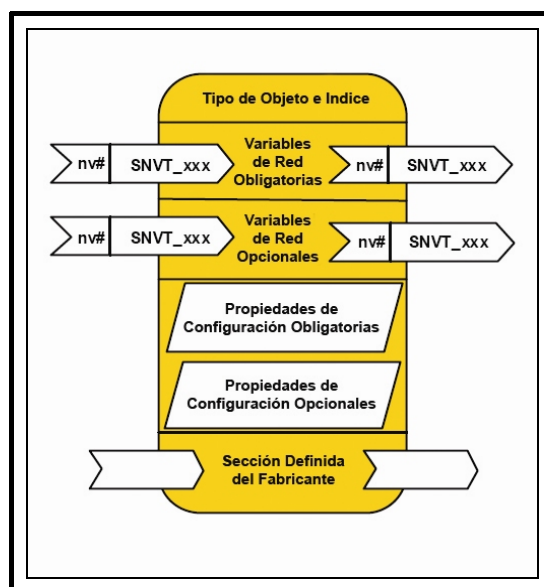 Tipo de Objeto e Indice
nv# SNVT_xxx
Variables
de Red
Obligatorias
nv# SNVT_xxx
nv# SNVT_xxx
Variables
de Red
Opcionales
nv# SNVT_xxx
Propiedades de
Configuración Obligatorias
Propiedades de
Configuración Opcionales
Sección Definida
del Fabricante